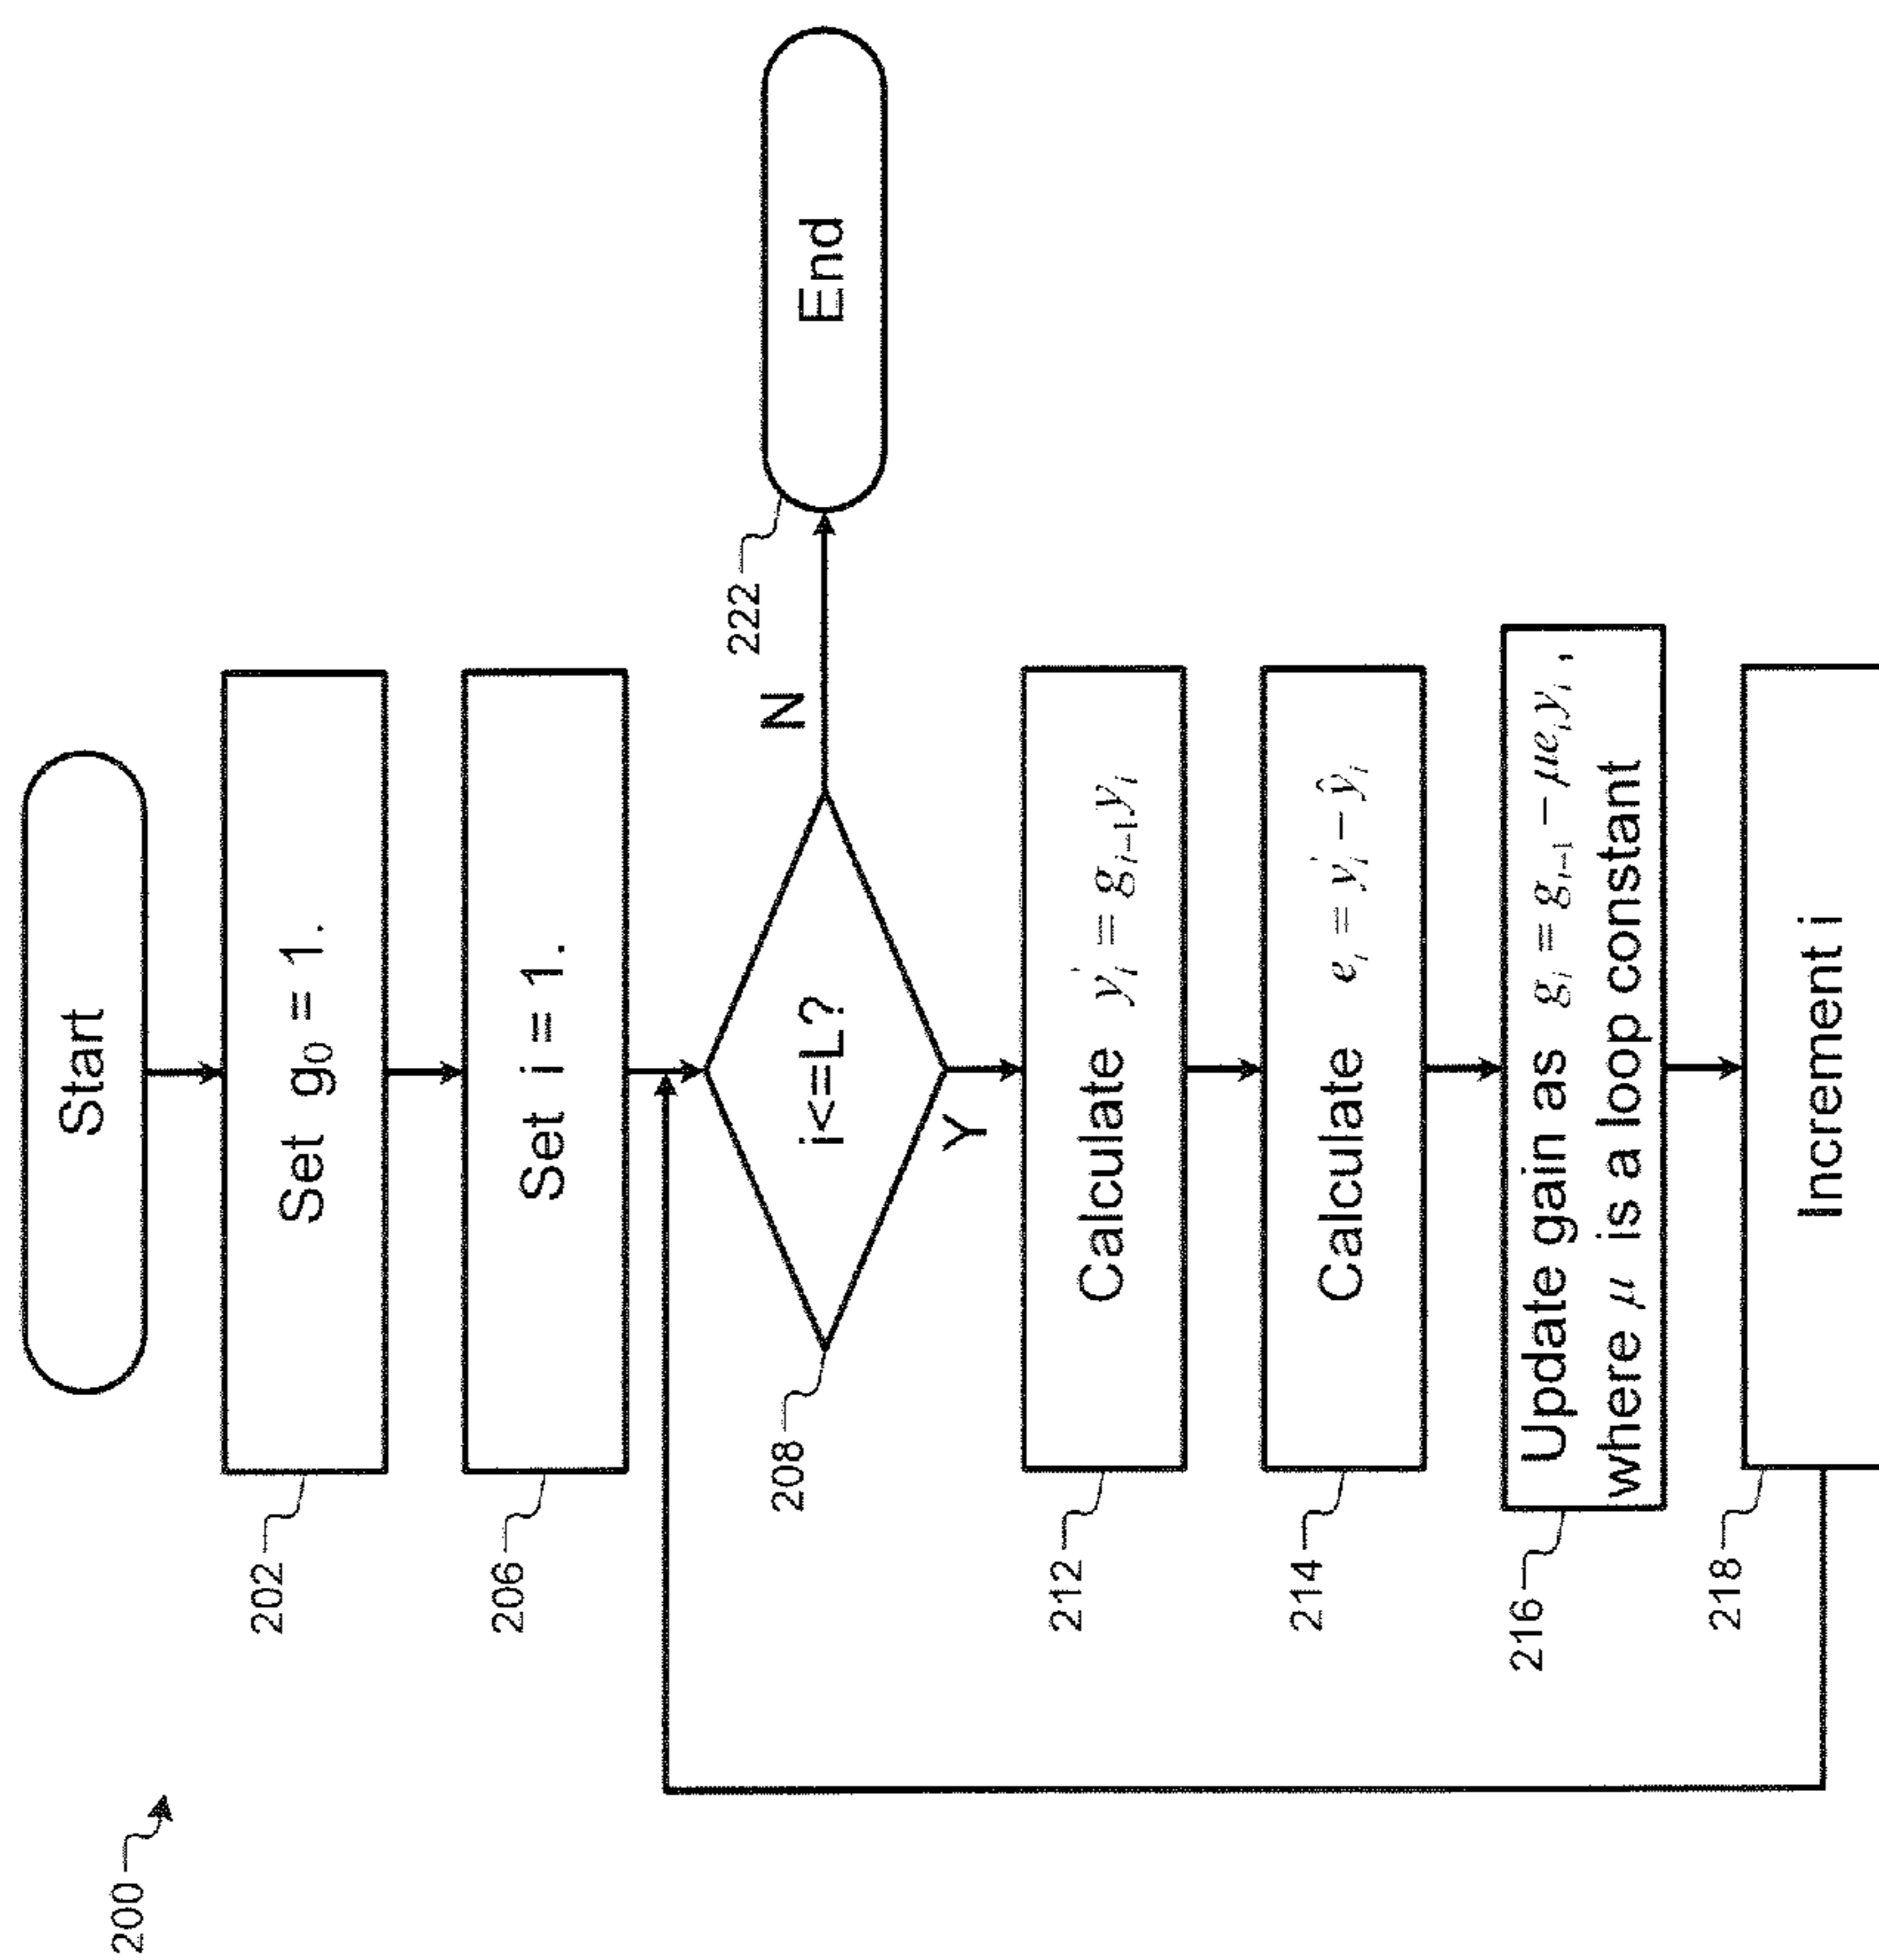 200
Start
Set g₀ = 1.
202
Set i = 1.
206
i<=L?
208
N
222
End
Y
Calculate y'ᵢ = gᵢ₋₁yᵢ
212
Calculate eᵢ = y'ᵢ − ŷᵢ
214
Update gain as gᵢ = gᵢ₋₁ − μeᵢy'ᵢ ,
where μ is a loop constant
216
Increment i
218